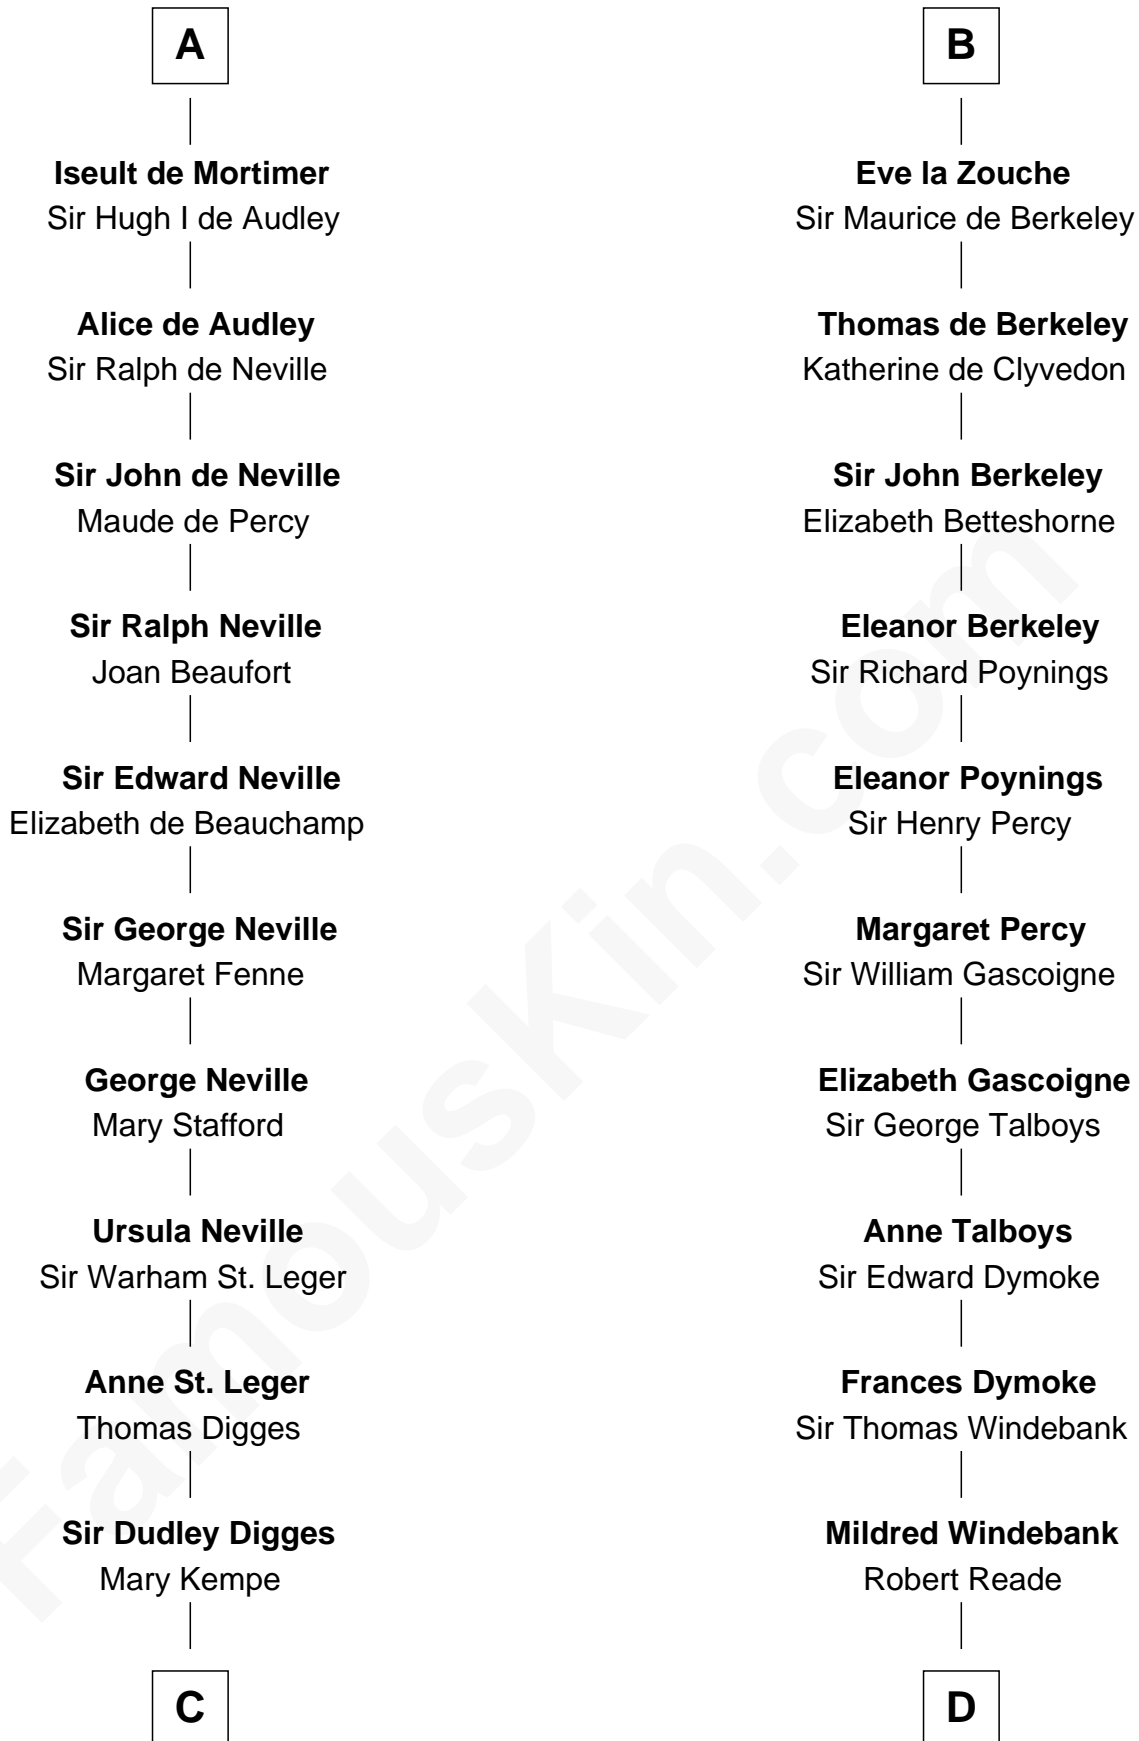 A
Iseult de Mortimer
Sir Hugh I de Audley
Alice de Audley
Sir Ralph de Neville
Sir John de Neville
Maude de Percy
Sir Ralph Neville
Joan Beaufort
Sir Edward Neville
Elizabeth de Beauchamp
Sir George Neville
Margaret Fenne
George Neville
Mary Stafford
Ursula Neville
Sir Warham St. Leger
Anne St. Leger
Thomas Digges
Sir Dudley Digges
Mary Kempe
C
B
Eve la Zouche
Sir Maurice de Berkeley
Thomas de Berkeley
Katherine de Clyvedon
Sir John Berkeley
Elizabeth Betteshorne
Eleanor Berkeley
Sir Richard Poynings
Eleanor Poynings
Sir Henry Percy
Margaret Percy
Sir William Gascoigne
Elizabeth Gascoigne
Sir George Talboys
Anne Talboys
Sir Edward Dymoke
Frances Dymoke
Sir Thomas Windebank
Mildred Windebank
Robert Reade
D
FamousKin.com